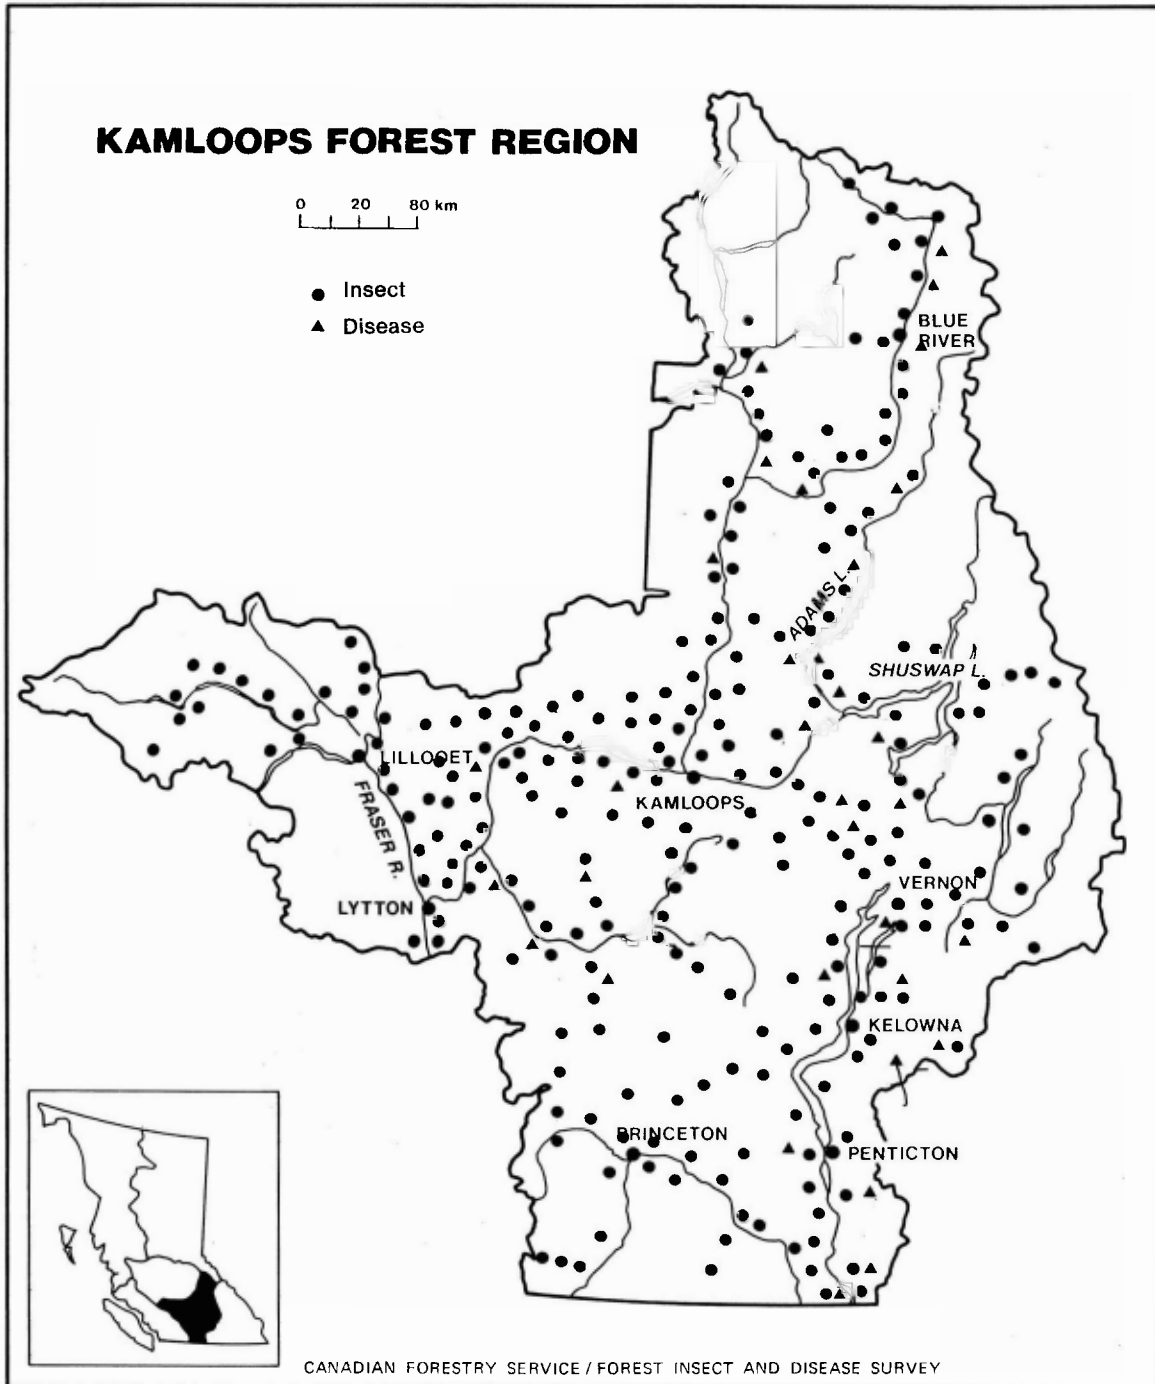 KAMLOOPS FOREST REGION
0 20 80 km
Insect
Disease
BLUE
RIVER
ADAMS L.
SHUSWAP L.
LILLOOET
KAMLOOPS
FRASER R.
VERNON
LYTTON
KELOWNA
PRINCETON
PENTICTON
CANADIAN FORESTRY SERVICE / FOREST INSECT AND DISEASE SURVEY